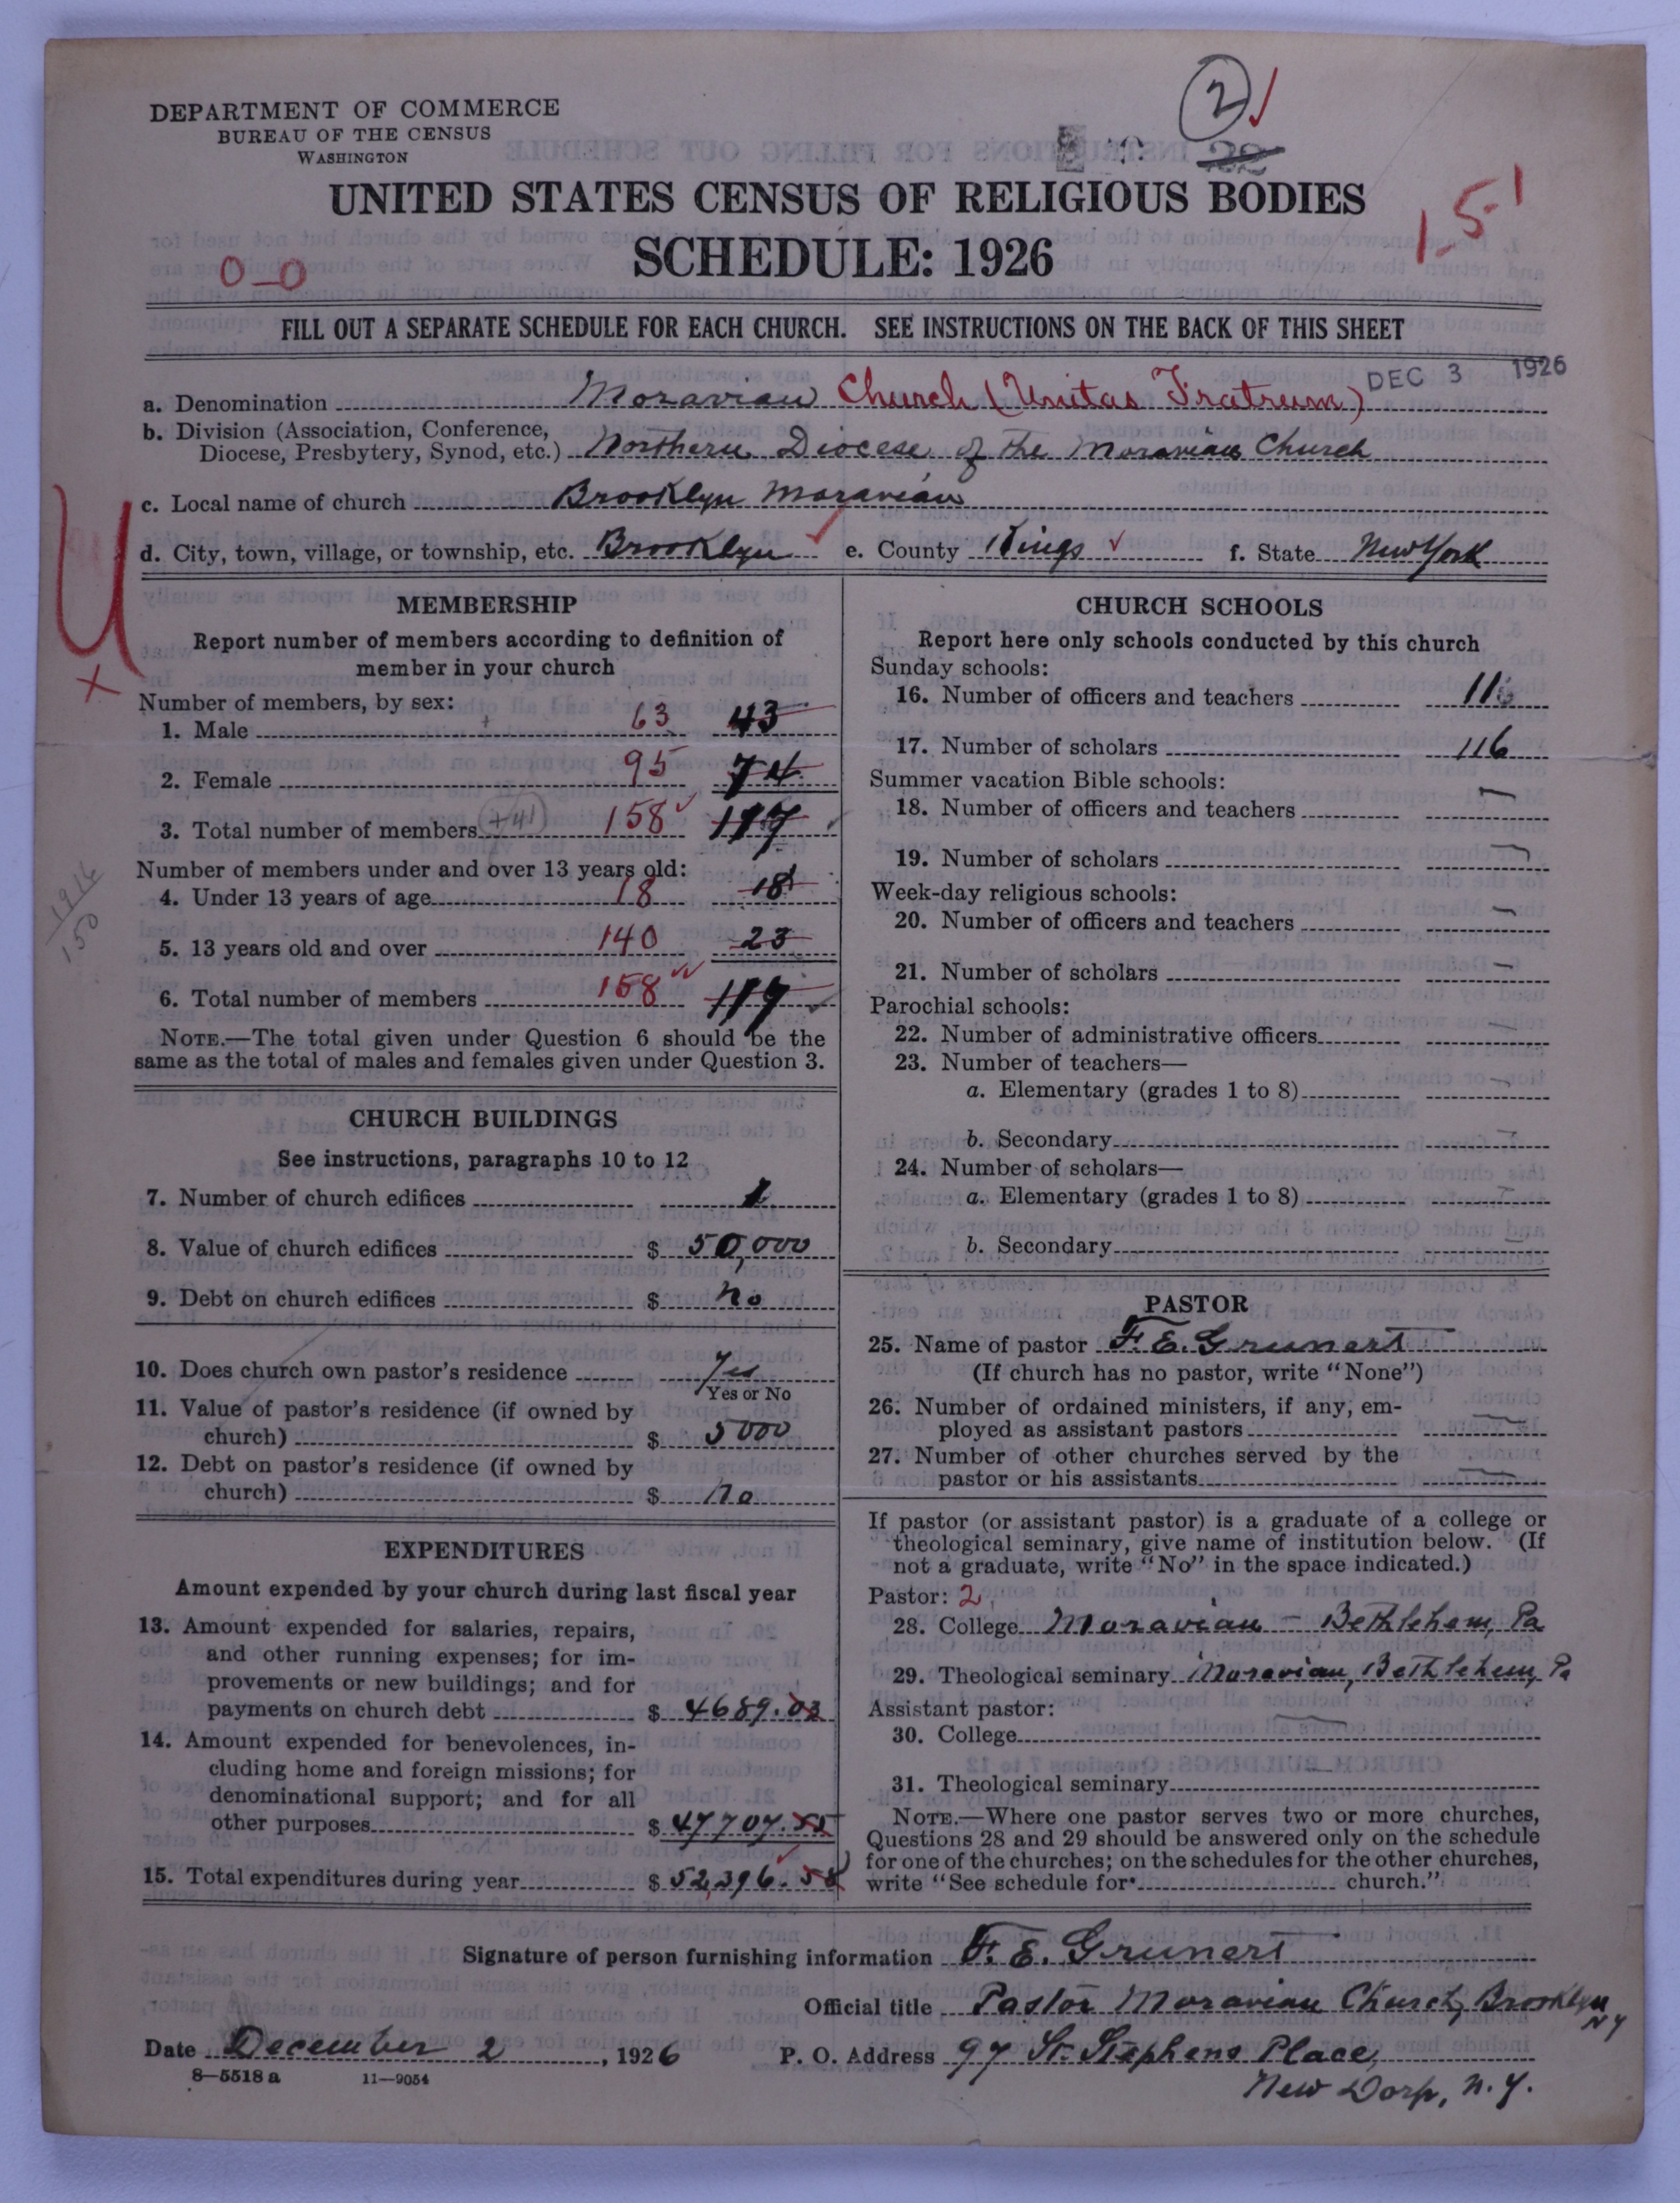 2
DEPARTMENT OF COMMERCE
BUREAU OF THE CENSUS
WASHINGTON
UNITED STATES CENSUS OF RELIGIOUS BODIES
SCHEDULE: 1926
1-51
0-0
FILL OUT A SEPARATE SCHEDULE FOR EACH CHURCH. SEE INSTRUCTIONS ON THE BACK OF THIS SHEET
DEC 3 1926
a. Denomination Moravian Church (Unitas Fratrum)
b. Division (Association, Conference,
Diocese, Presbytery, Synod, etc.) Northern Diocese of the Moravian Church
c. Local name of church Brooklyn Moravian
d. City, town, village, or township, etc. Brooklyn e. County Kings f. State New York
U
x
MEMBERSHIP
Report number of members according to definition of
member in your church
Number of members, by sex:
1. Male 63 43
2. Female 95 74
3. Total number of members +41 158 117
Number of members under and over 13 years old:
4. Under 13 years of age 18 18
5. 13 years old and over 140 23
6. Total number of members 158 117
1916
150
NOTE.—The total given under Question 6 should be the
same as the total of males and females given under Question 3.
CHURCH BUILDINGS
See instructions, paragraphs 10 to 12
7. Number of church edifices 1
8. Value of church edifices $ 50,000
9. Debt on church edifices $ no
10. Does church own pastor's residence Yes
Yes or No
11. Value of pastor's residence (if owned by
church) $ 5000
12. Debt on pastor's residence (if owned by
church) $ no
EXPENDITURES
Amount expended by your church during last fiscal year
13. Amount expended for salaries, repairs,
and other running expenses; for im-
provements or new buildings; and for
payments on church debt $ 4689.03
14. Amount expended for benevolences, in-
cluding home and foreign missions; for
denominational support; and for all
other purposes $ 47707.55
15. Total expenditures during year $ 52,396.58
CHURCH SCHOOLS
Report here only schools conducted by this church
Sunday schools:
16. Number of officers and teachers 11
17. Number of scholars 116
Summer vacation Bible schools:
18. Number of officers and teachers —
19. Number of scholars —
Week-day religious schools:
20. Number of officers and teachers —
21. Number of scholars —
Parochial schools:
22. Number of administrative officers —
23. Number of teachers—
a. Elementary (grades 1 to 8) —
b. Secondary —
24. Number of scholars—
a. Elementary (grades 1 to 8) —
b. Secondary —
PASTOR
25. Name of pastor F. E. Grunert
(If church has no pastor, write "None")
26. Number of ordained ministers, if any, em-
ployed as assistant pastors —
27. Number of other churches served by the
pastor or his assistants —
If pastor (or assistant pastor) is a graduate of a college or
theological seminary, give name of institution below. (If
not a graduate, write "No" in the space indicated.)
Pastor: 2
28. College Moravian - Bethlehem, Pa
29. Theological seminary Moravian, Bethlehem, Pa
Assistant pastor:
30. College —
31. Theological seminary
NOTE.—Where one pastor serves two or more churches,
Questions 28 and 29 should be answered only on the schedule
for one of the churches; on the schedules for the other churches,
write "See schedule for church."
Signature of person furnishing information F. E. Grunert
Official title Pastor Moravian Church, Brooklyn
NY
Date December 2, 1926 P. O. Address 97 St. Stephens Place,
New Dorp, N.Y.
8—5518 a 11—9054